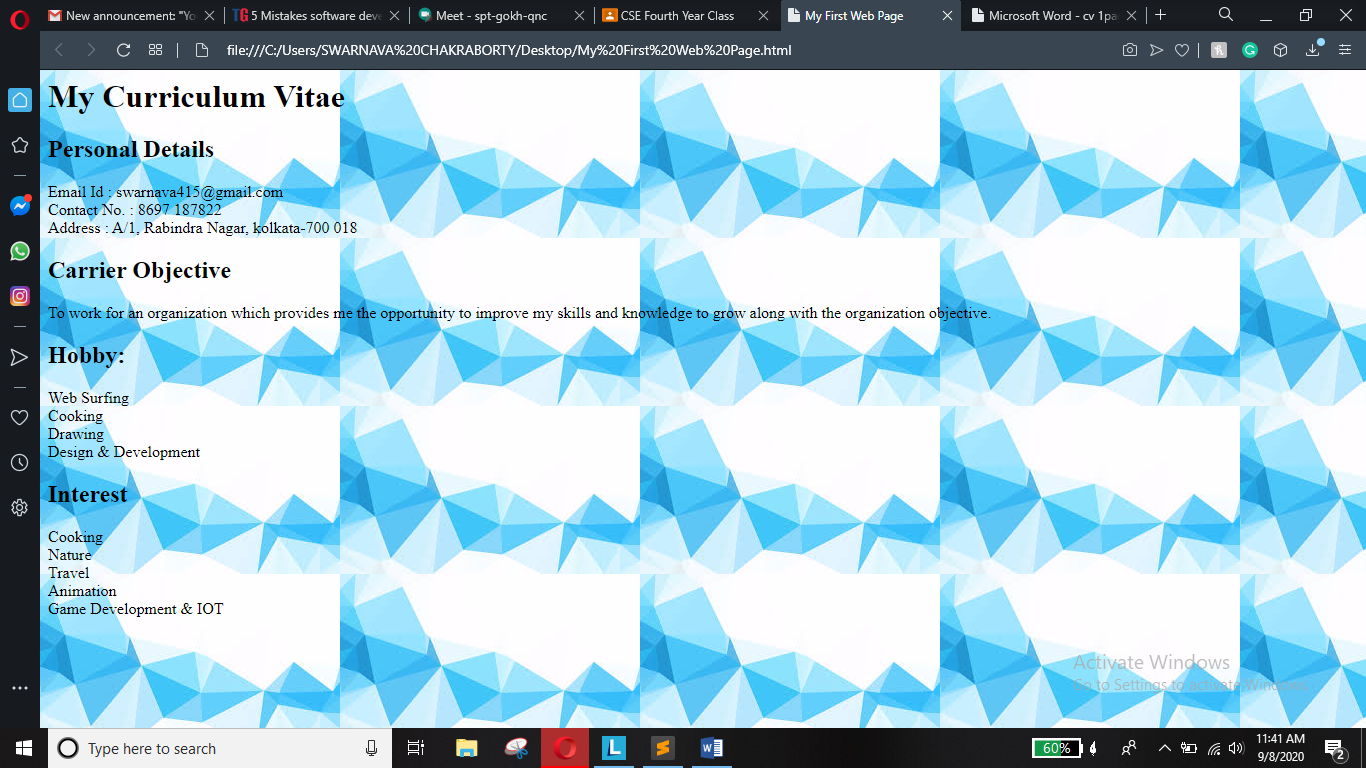 New announcement: "Yo
5 Mistakes software deve
Meet - spt-gokh-qnc
CSE Fourth Year Class
My First Web Page
Microsoft Word - cv 1pa
file:///C:/Users/SWARNAVA%20CHAKRABORTY/Desktop/My%20First%20Web%20Page.html
My Curriculum Vitae
Personal Details
Email Id : swarnava415@gmail.com
Contact No. : 8697 187822
Address : A/1, Rabindra Nagar, kolkata-700 018
Carrier Objective
To work for an organization which provides me the opportunity to improve my skills and knowledge to grow along with the organization objective.
Hobby:
Web Surfing
Cooking
Drawing
Design & Development
Interest
Cooking
Nature
Travel
Animation
Game Development & IOT
Activate Windows
Go to Settings to activate Windows.
Type here to search
60%
11:41 AM
9/8/2020
2